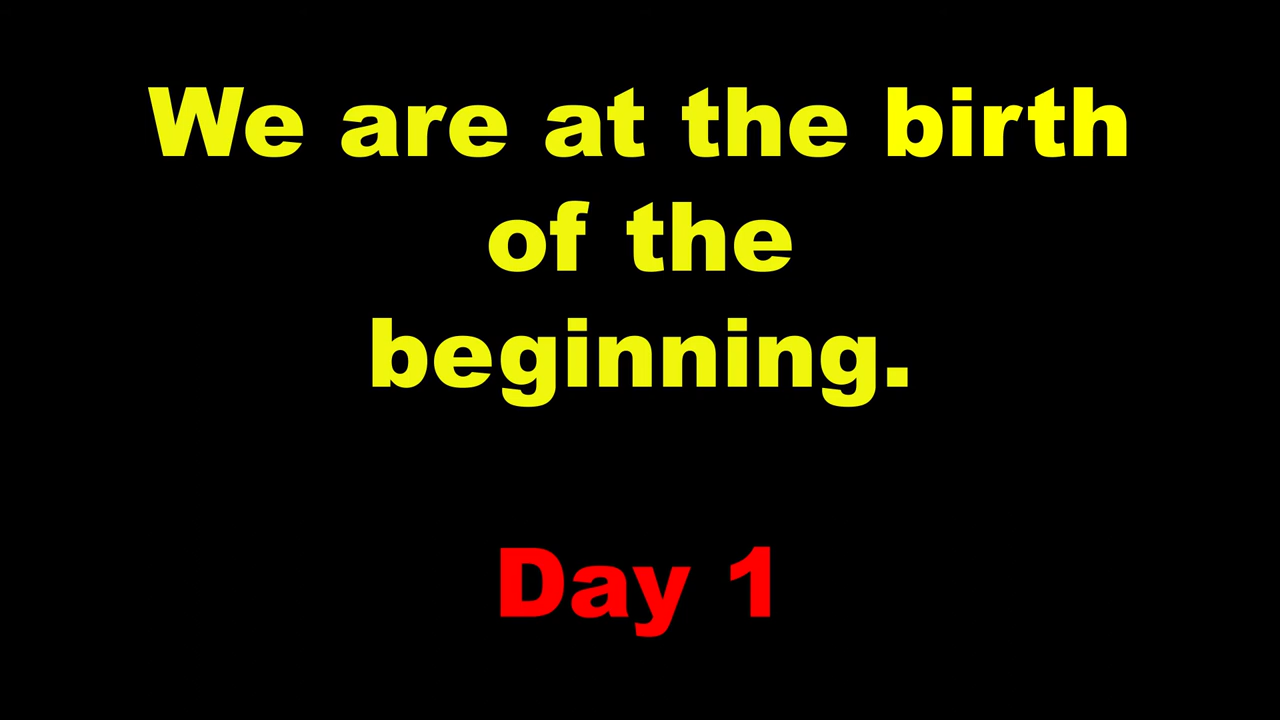 We are at the birth
of the
beginning.
Day 1